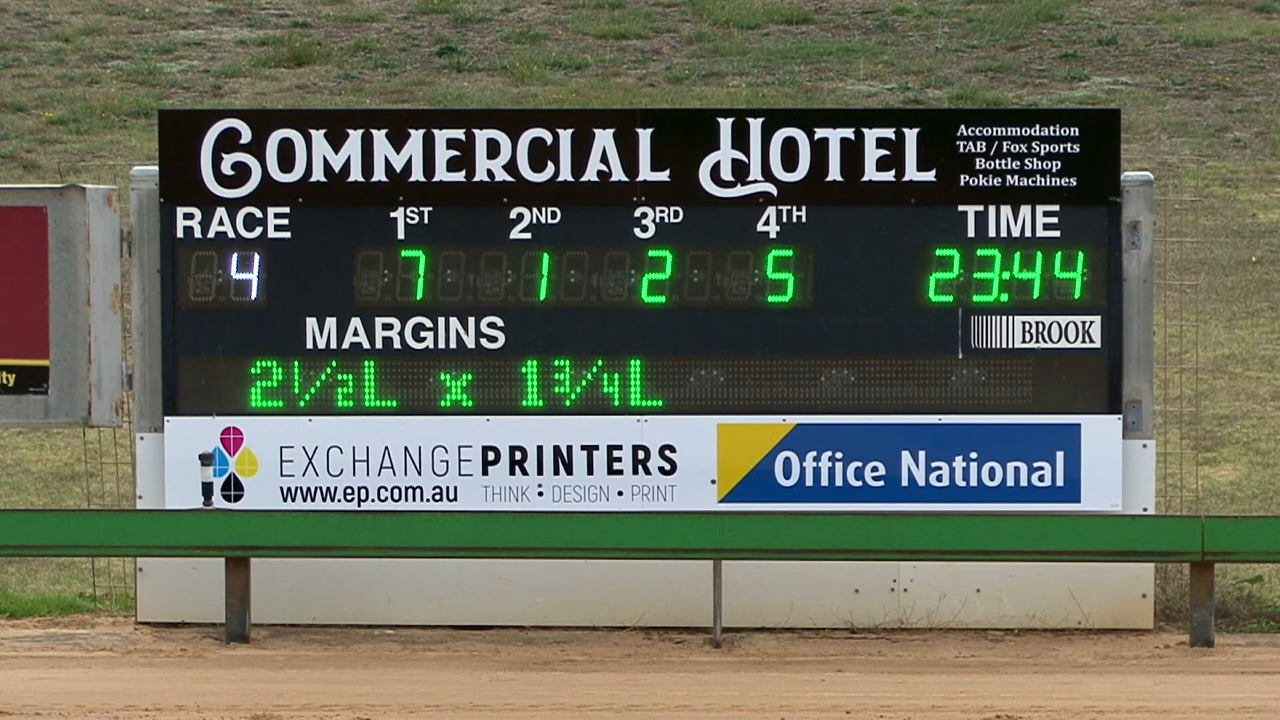 COMMERCIAL HOTEL
Accommodation
TAB / Fox Sports
Bottle Shop
Pokie Machines
RACE 1ST 2ND 3RD 4TH TIME
4 7 1 2 5 23:44
MARGINS
BROOK
2½L x 1¾L
EXCHANGEPRINTERS
www.ep.com.au THINK • DESIGN • PRINT
Office National
ity